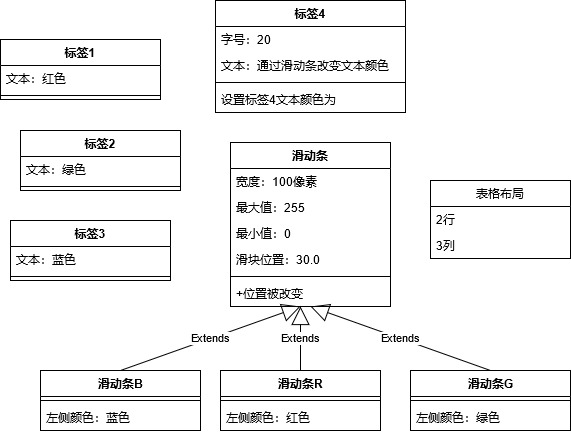 标签4
字号：20
文本：通过滑动条改变文本颜色
设置标签4文本颜色为
标签1
文本：红色
标签2
文本：绿色
标签3
文本：蓝色
滑动条
宽度：100像素
最大值：255
最小值：0
滑块位置：30.0
+位置被改变
表格布局
2行
3列
Extends
Extends
Extends
滑动条B
左侧颜色：蓝色
滑动条R
左侧颜色：红色
滑动条G
左侧颜色：绿色